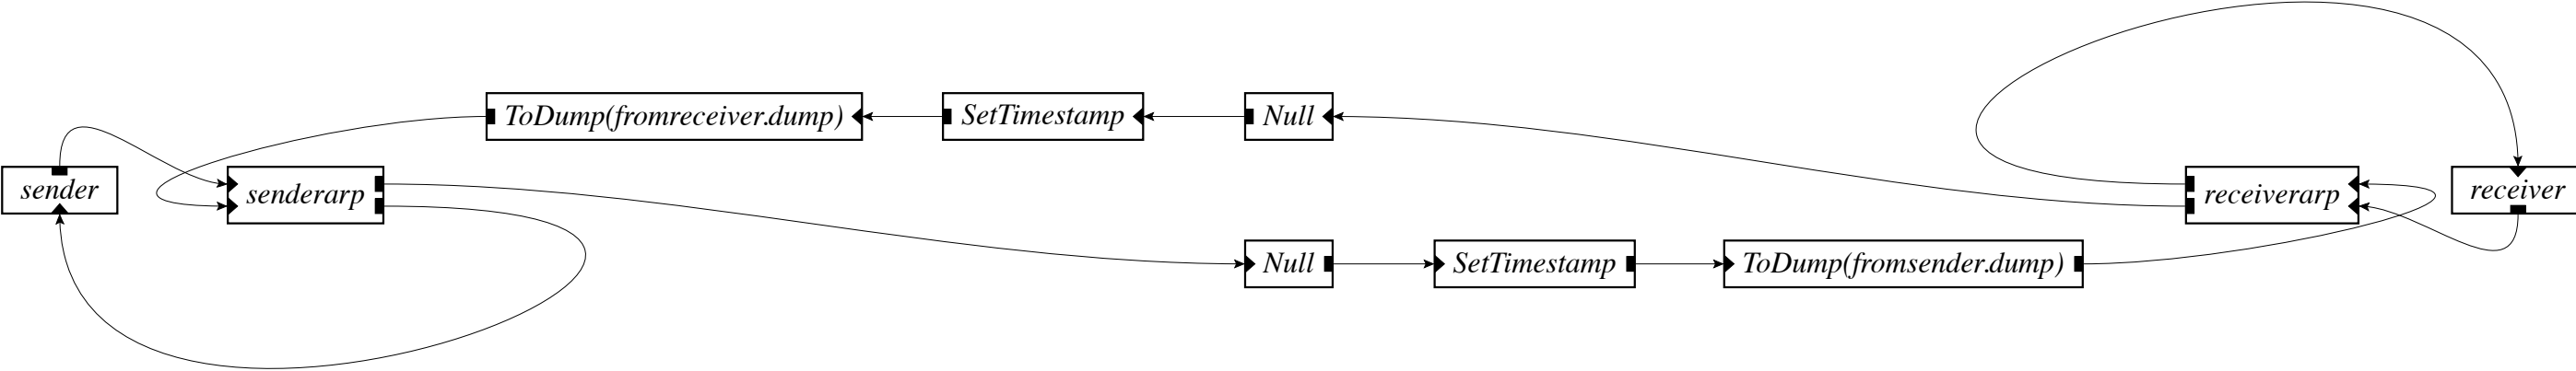 ToDump(fromreceiver.dump)
SetTimestamp
Null
sender
senderarp
receiverarp
receiver
Null
SetTimestamp
ToDump(fromsender.dump)